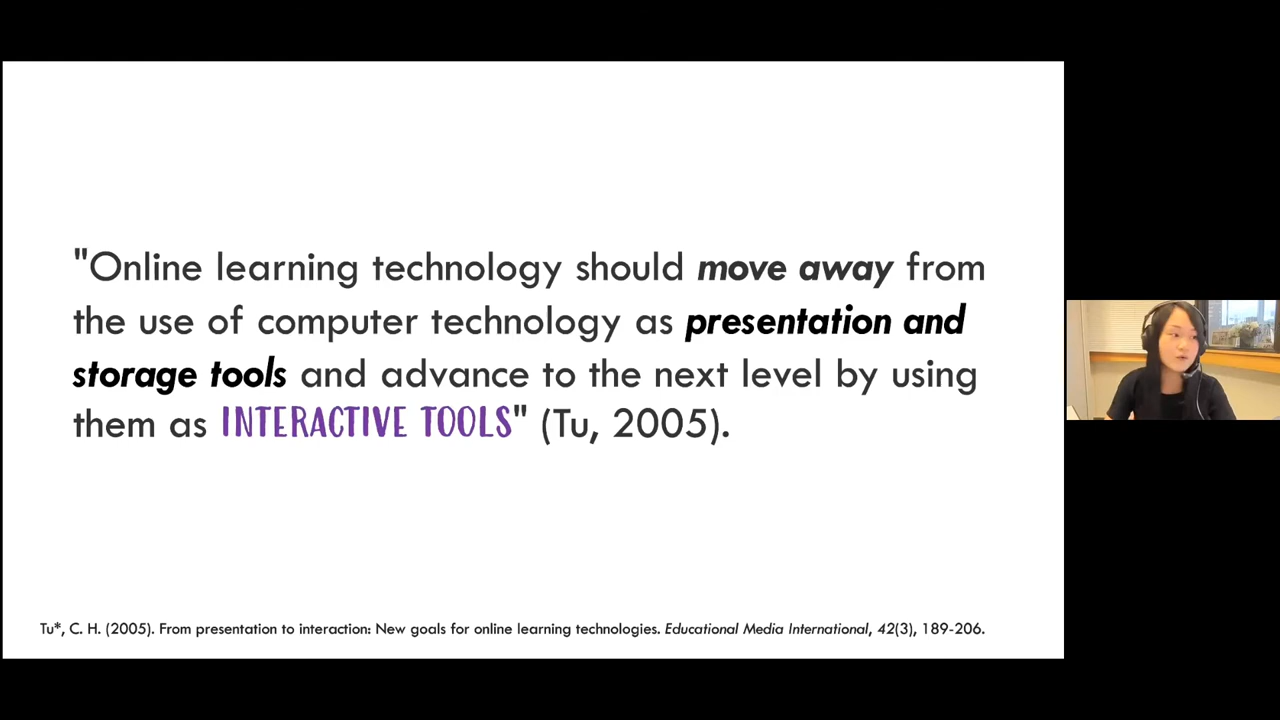 "Online learning technology should move away from
the use of computer technology as presentation and
storage tools and advance to the next level by using
them as INTERACTIVE TOOLS" (Tu, 2005).
Tu*, C. H. (2005). From presentation to interaction: New goals for online learning technologies. Educational Media International, 42(3), 189-206.